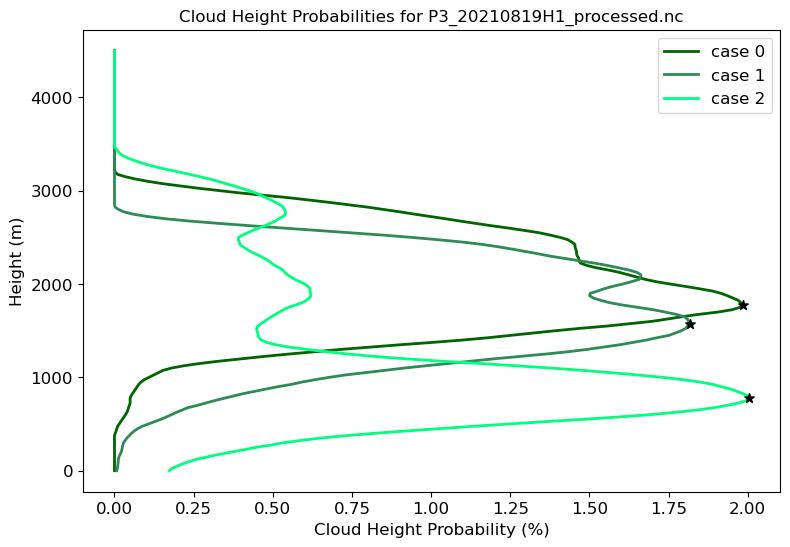 Cloud Height Probabilities for P3_20210819H1_processed.nc
case 0
case 1
case 2
4000
3000
2000
1000
0
Height (m)
0.00 0.25 0.50 0.75 1.00 1.25 1.50 1.75 2.00
Cloud Height Probability (%)